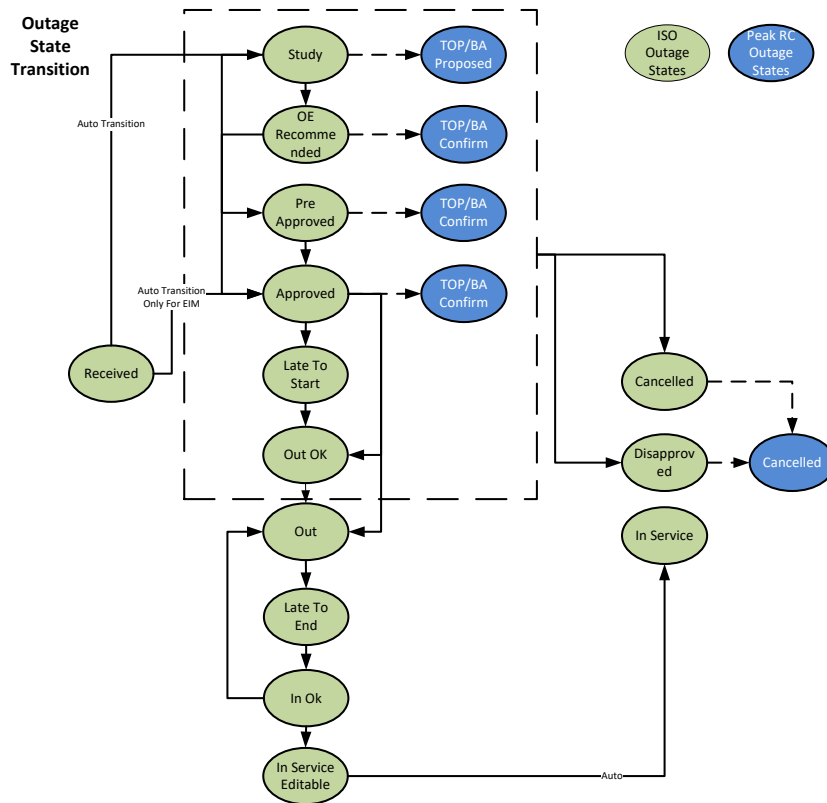 Outage
State
Transition
ISO
Outage
States
Peak RC
Outage
States
Study
TOP/BA
Proposed
Auto Transition
OE
Recomme
nded
TOP/BA
Confirm
Pre
Approved
TOP/BA
Confirm
Auto Transition
Only For EIM
Approved
TOP/BA
Confirm
Received
Late To
Start
Cancelled
Out OK
Disapprov
ed
Cancelled
Out
In Service
Late To
End
In Ok
In Service
Editable
Auto